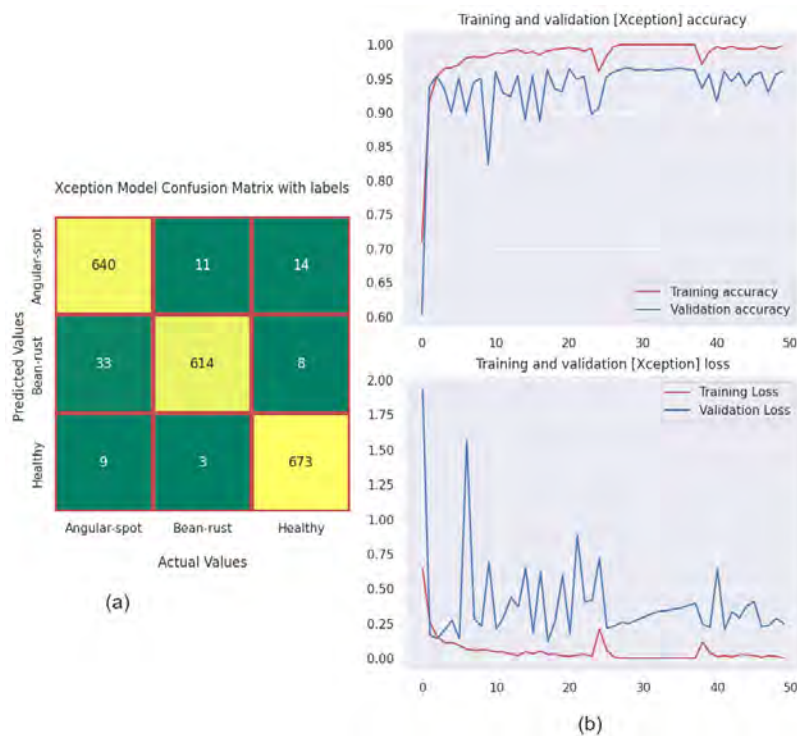 Xception Model Confusion Matrix with labels
Predicted Values
Angular-spot
Bean-rust
Healthy
640 11 14
33 614 8
9 3 673
Angular-spot Bean-rust Healthy
Actual Values
(a)
Training and validation [Xception] accuracy
1.00
0.95
0.90
0.85
0.80
0.75
0.70
0.65
0.60
Training accuracy
Validation accuracy
0 10 20 30 40 50
Training and validation [Xception] loss
2.00
1.75
1.50
1.25
1.00
0.75
0.50
0.25
0.00
Training Loss
Validation Loss
0 10 20 30 40 50
(b)